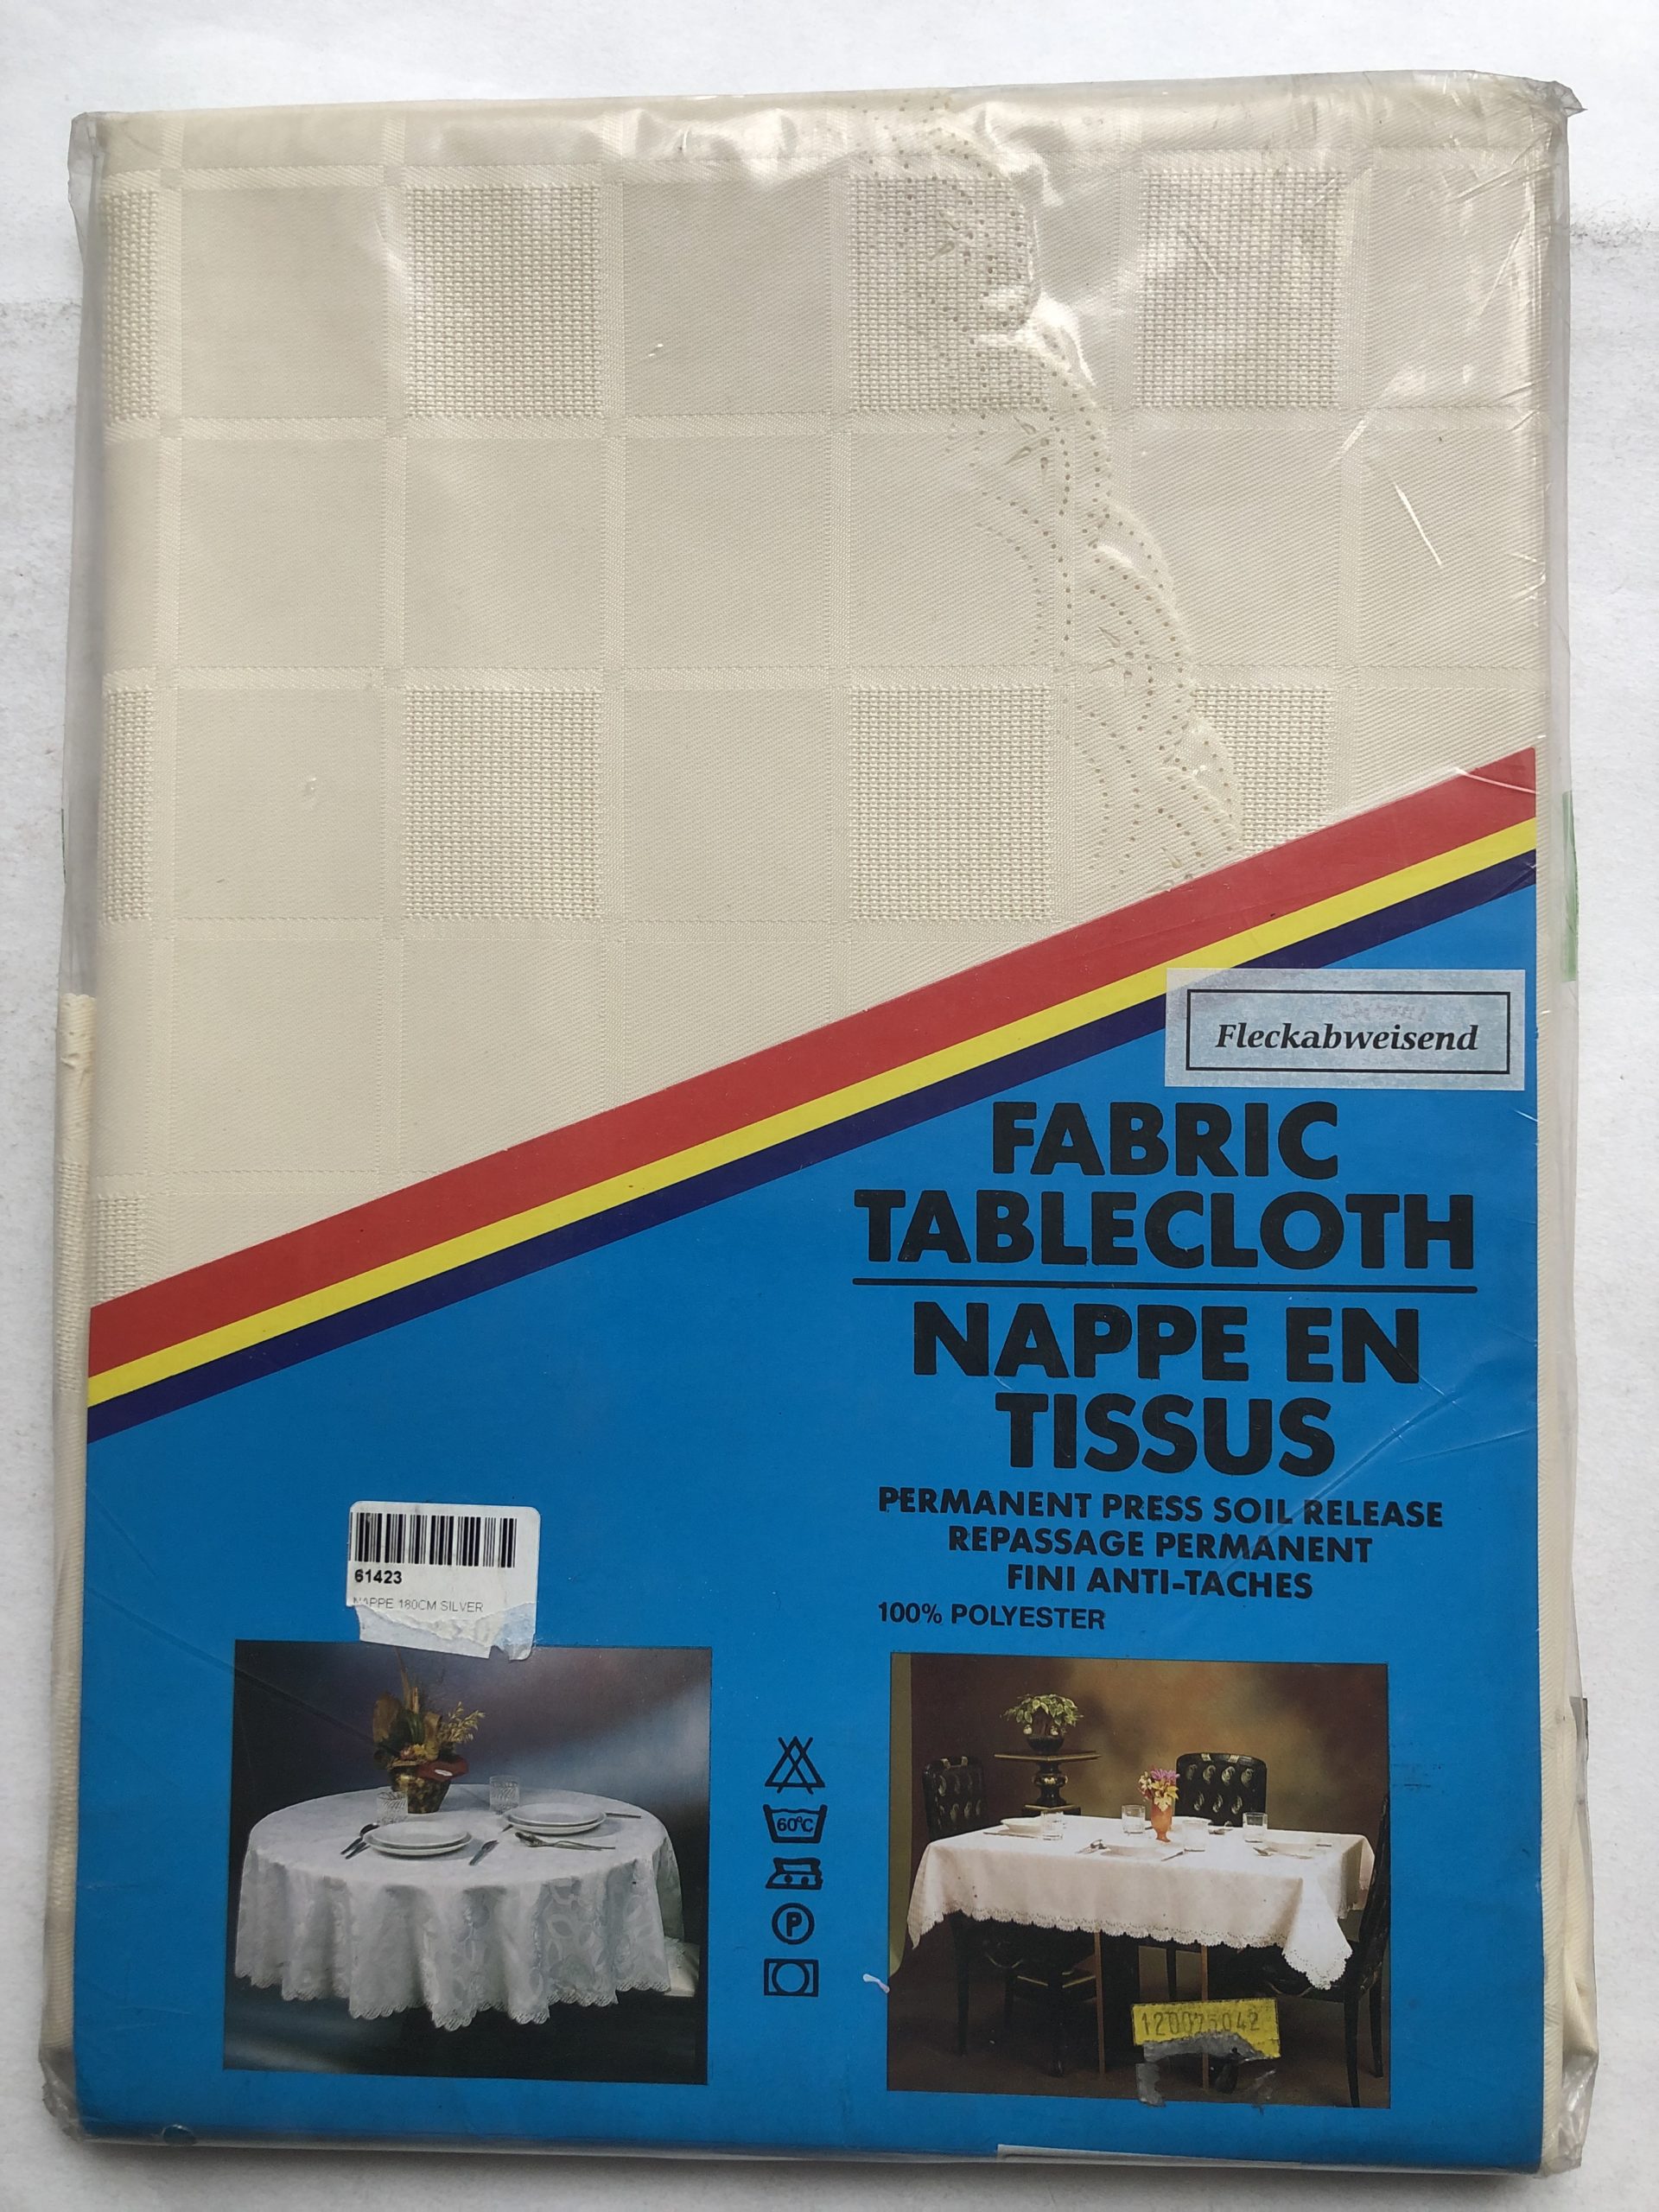 Fleckabweisend
FABRIC
TABLECLOTH
NAPPE EN
TISSUS
PERMANENT PRESS SOIL RELEASE
REPASSAGE PERMANENT
FINI ANTI-TACHES
100% POLYESTER
61423
NAPPE 180CM SILVER
60°C
P